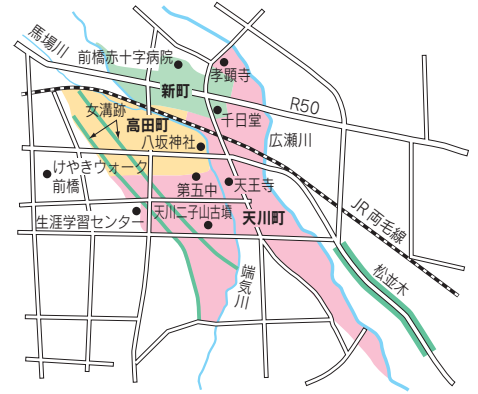 馬場川
前橋赤十字病院
孝顕寺
新町
R50
千日堂
女溝跡
高田町
広瀬川
八坂神社
けやきウォーク
前橋
第五中
天王寺
JR両毛線
生涯学習センター
天川二子山古墳
天川町
端気川
松並木